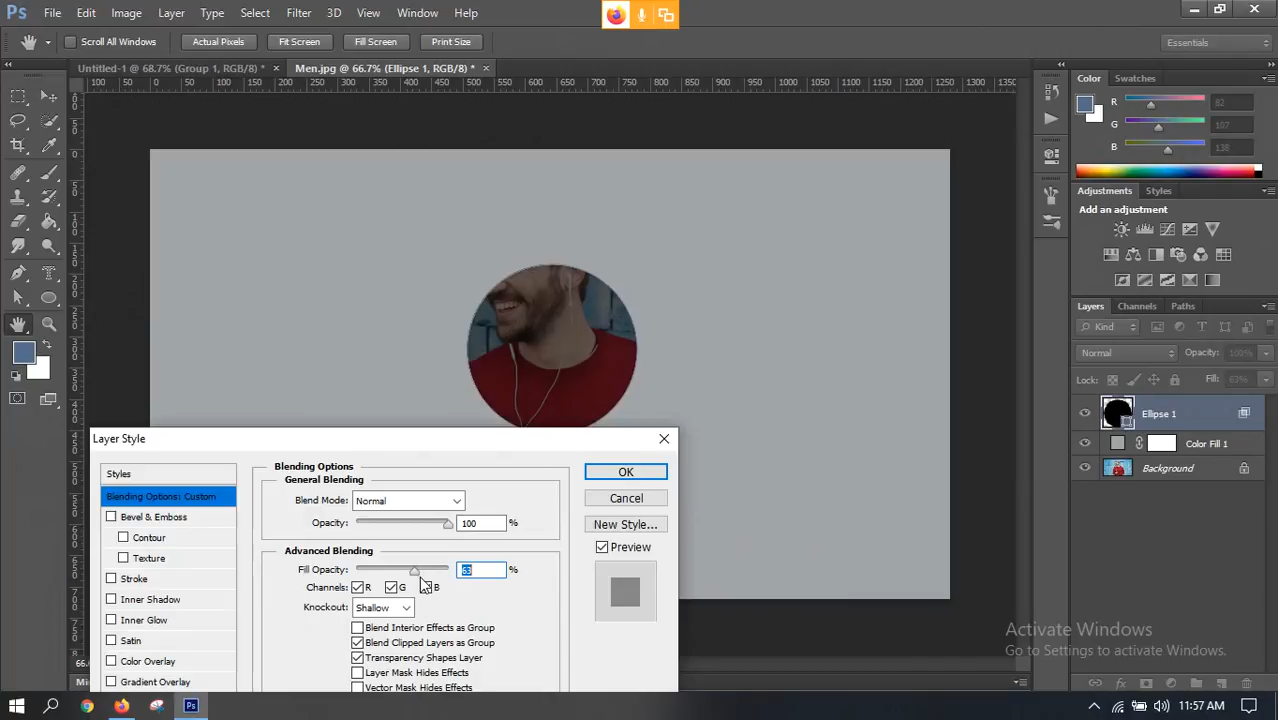 Ps File Edit Image Layer Type Select Filter 3D View Window Help
Scroll All Windows Actual Pixels Fit Screen Fill Screen Print Size Essentials
Untitled-1 @ 68.7% (Group 1, RGB/8) * × Men.jpg @ 66.7% (Ellipse 1, RGB/8) * ×
100 50 0 50 100 150 200 250 300 350 400 450 500 550 600 650 700 750 800 850 900 950 1000 1050 1100 1150 1200 1250 1300 1350
Color Swatches
R 82
G 107
B 138
Adjustments Styles
Add an adjustment
Layers Channels Paths
Kind
Normal Opacity: 100%
Lock: Fill: 63%
Ellipse 1
Color Fill 1
Background
Layer Style
Styles
Blending Options: Custom
Bevel & Emboss
Contour
Texture
Stroke
Inner Shadow
Inner Glow
Satin
Color Overlay
Gradient Overlay
Blending Options
General Blending
Blend Mode: Normal
Opacity: 100 %
Advanced Blending
Fill Opacity: 63 %
Channels: R G B
Knockout: Shallow
Blend Interior Effects as Group
Blend Clipped Layers as Group
Transparency Shapes Layer
Layer Mask Hides Effects
Vector Mask Hides Effects
OK
Cancel
New Style...
Preview
Activate Windows
Go to Settings to activate Windows.
Ps
11:57 AM